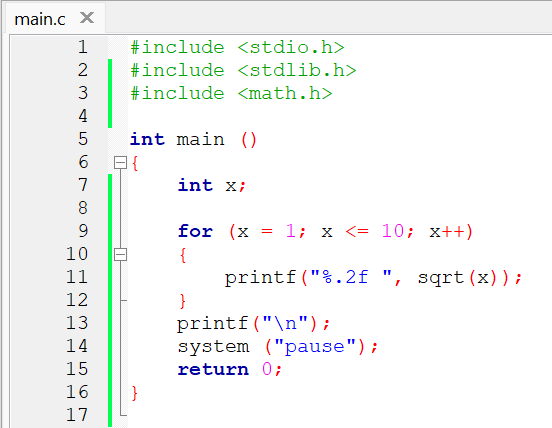 main.c ✕
1 #include <stdio.h>
2 #include <stdlib.h>
3 #include <math.h>
4
5 int main ()
6 {
7     int x;
8
9     for (x = 1; x <= 10; x++)
10     {
11         printf("%.2f ", sqrt(x));
12     }
13     printf("\n");
14     system ("pause");
15     return 0;
16 }
17